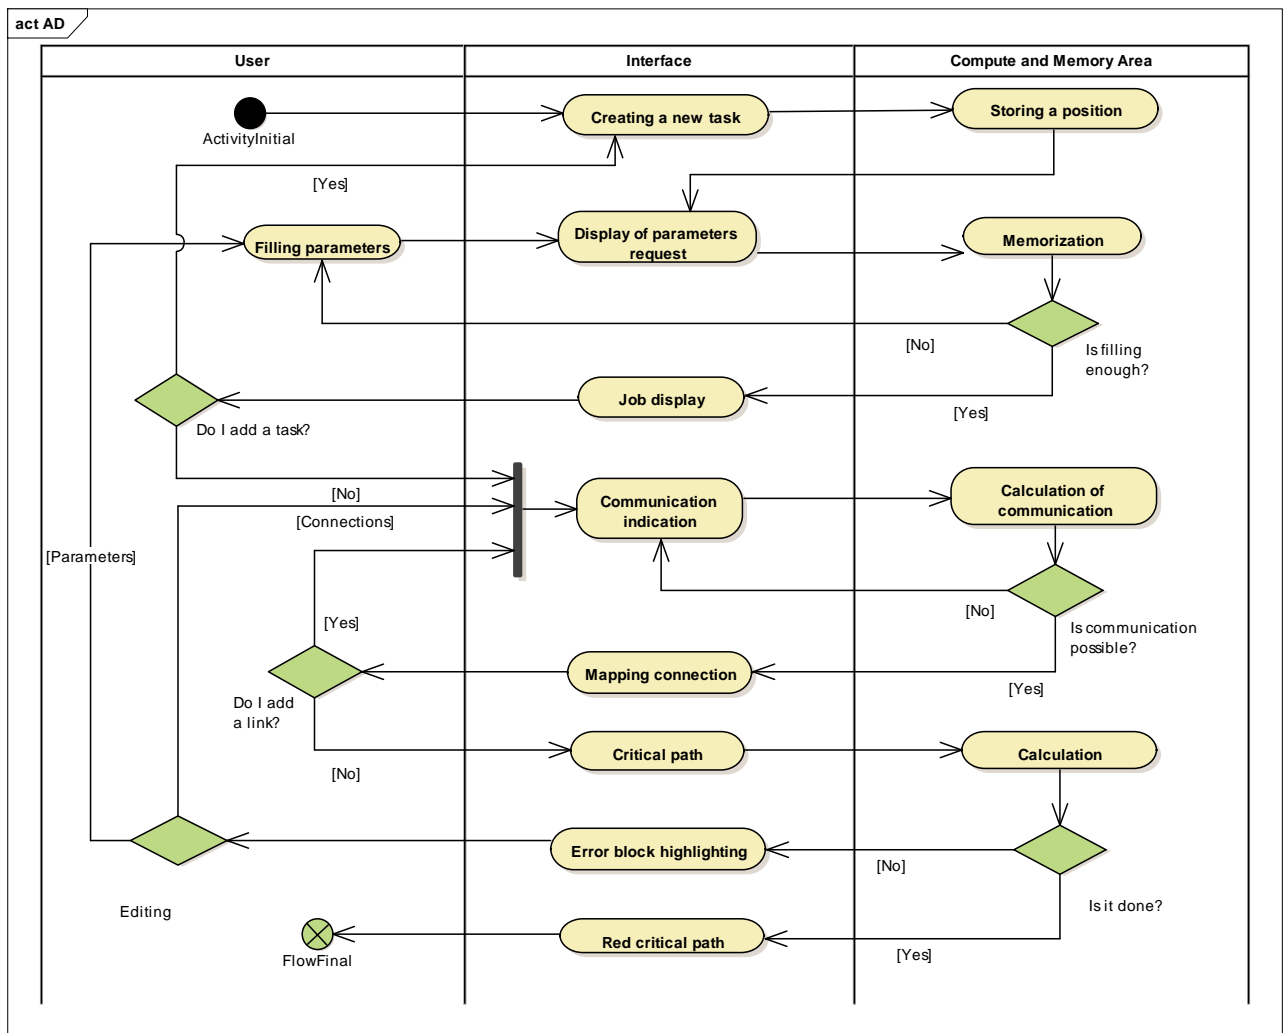 act AD
User
Interface
Compute and Memory Area
ActivityInitial
Creating a new task
Storing a position
[Yes]
Filling parameters
Display of parameters
request
Memorization
[No]
Is filling
enough?
Job display
[Yes]
Do I add a task?
[No]
[Connections]
Communication
indication
Calculation of
communication
[Parameters]
[No]
[Yes]
Is communication
possible?
Mapping connection
[Yes]
Do I add
a link?
Critical path
Calculation
[No]
Error block highlighting
[No]
Editing
Is it done?
FlowFinal
Red critical path
[Yes]